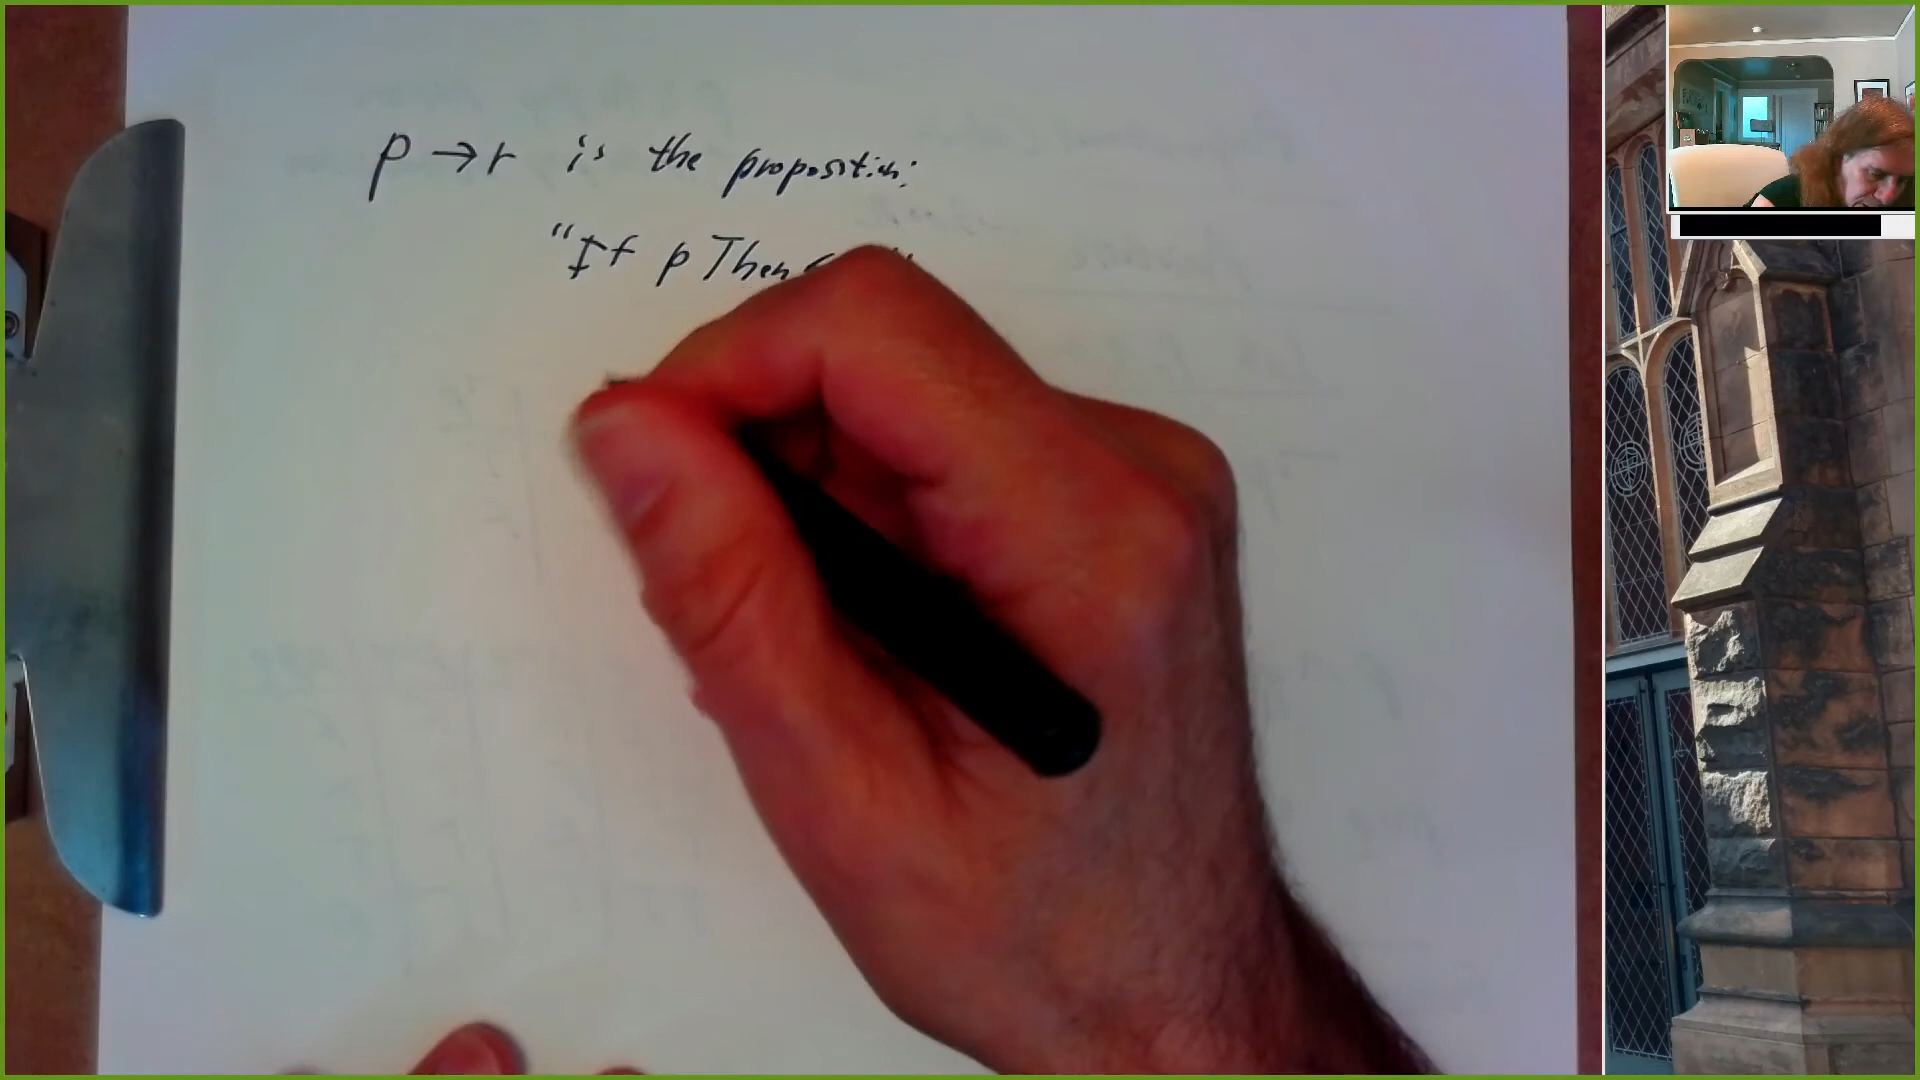 p → r is the proposition:
"If p Then